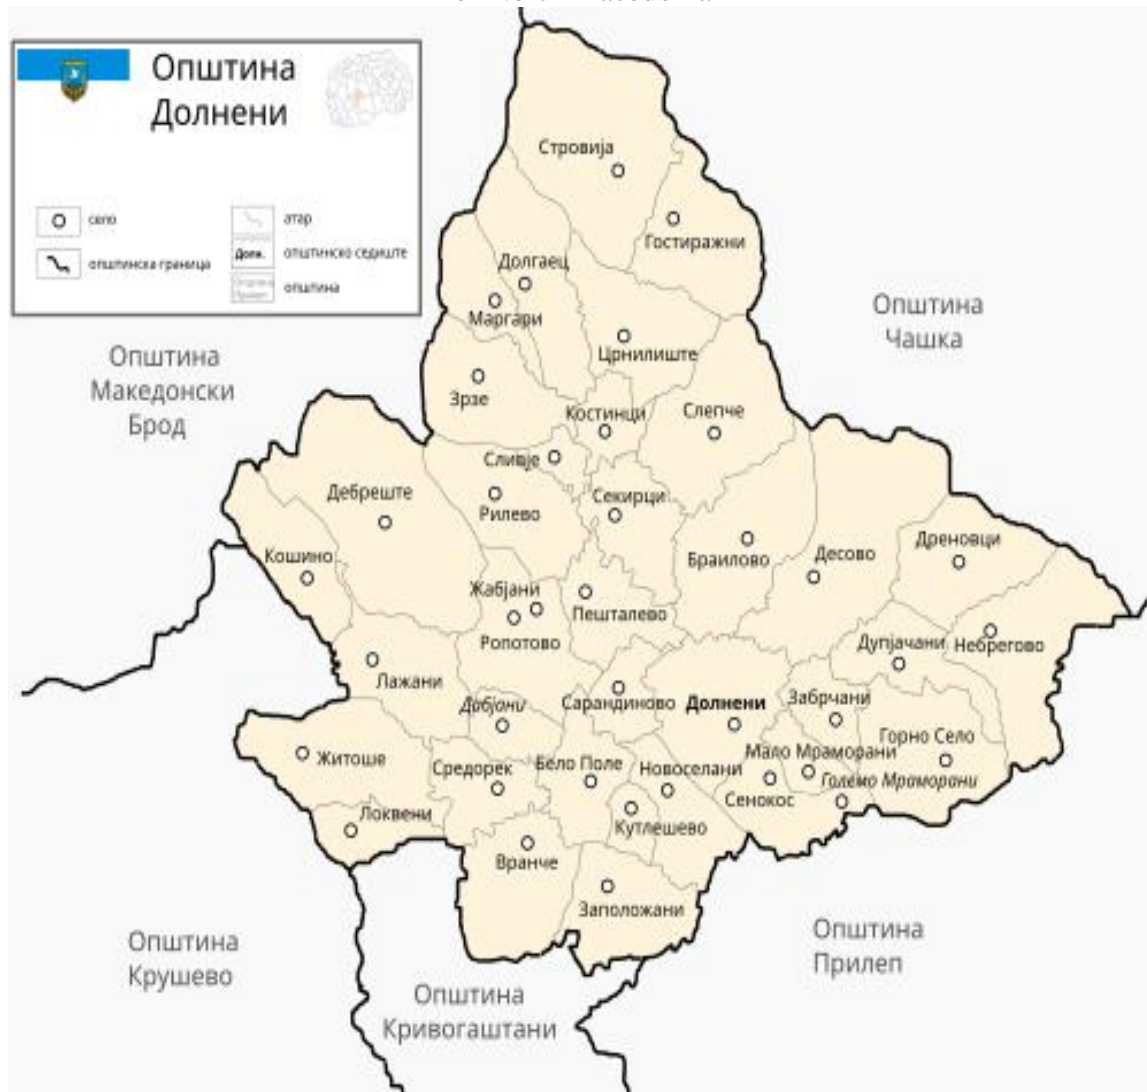 Општина
Долнени
село
атар
општинска граница
Долн.
општинско седиште
општина
Стровија
Гостиражни
Долгаец
Маргари
Црнилиште
Општина
Чашка
Општина
Македонски
Брод
Зрзе
Костинци
Слепче
Сливје
Дебреште
Рилево
Секирци
Кошино
Браилово
Десово
Дреновци
Жабјани
Пешталево
Ропотово
Дупјачани
Небрегово
Лажани
Дабјани
Сарандиново
Долнени
Забрчани
Горно Село
Житоше
Средорек
Бело Поле
Новоселани
Мало Мраморани
Големо Мраморани
Сенокос
Локвени
Кутлешево
Вранче
Заположани
Општина
Крушево
Општина
Прилеп
Општина
Кривогаштани